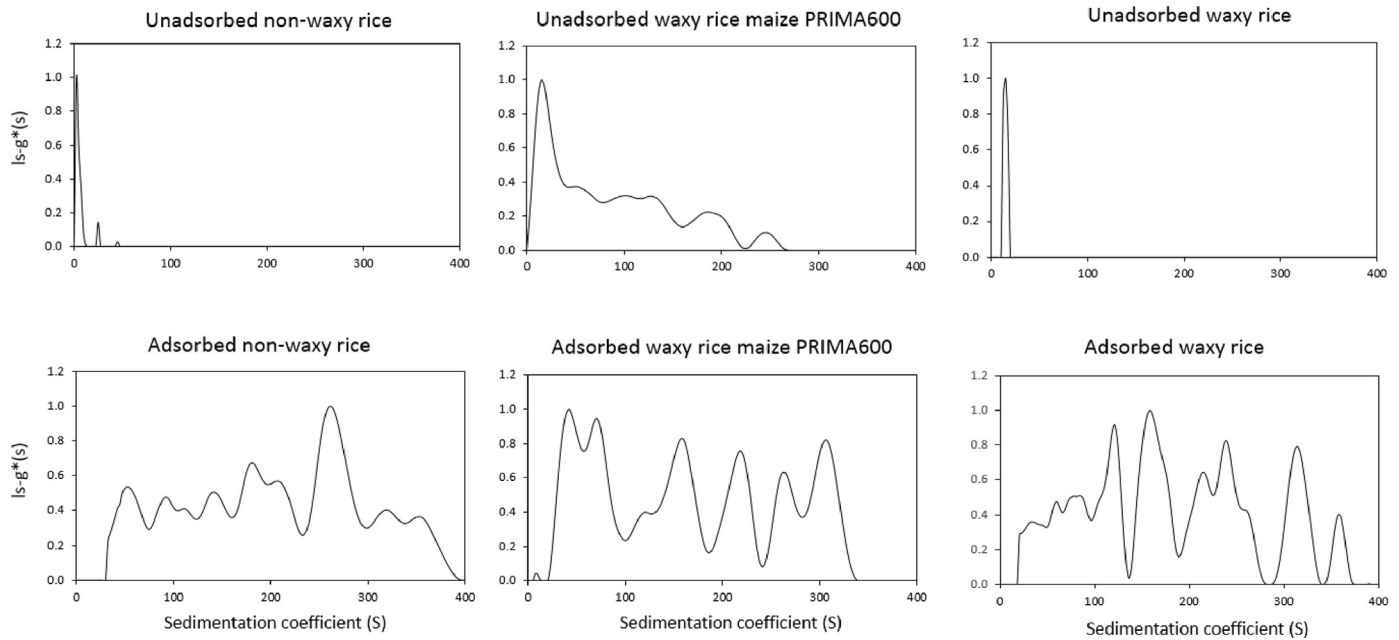 Unadsorbed non-waxy rice
1.2
1.0
0.8
0.6
0.4
0.2
0.0
ls-g*(s)
0 100 200 300 400
Unadsorbed waxy rice maize PRIMA600
1.2
1.0
0.8
0.6
0.4
0.2
0.0
0 100 200 300 400
Unadsorbed waxy rice
1.2
1.0
0.8
0.6
0.4
0.2
0.0
0 100 200 300 400
Adsorbed non-waxy rice
1.2
1.0
0.8
0.6
0.4
0.2
0.0
ls-g*(s)
0 100 200 300 400
Sedimentation coefficient (S)
Adsorbed waxy rice maize PRIMA600
1.2
1.0
0.8
0.6
0.4
0.2
0.0
0 100 200 300 400
Sedimentation coefficient (S)
Adsorbed waxy rice
1.2
1.0
0.8
0.6
0.4
0.2
0.0
0 100 200 300 400
Sedimentation coefficient (S)